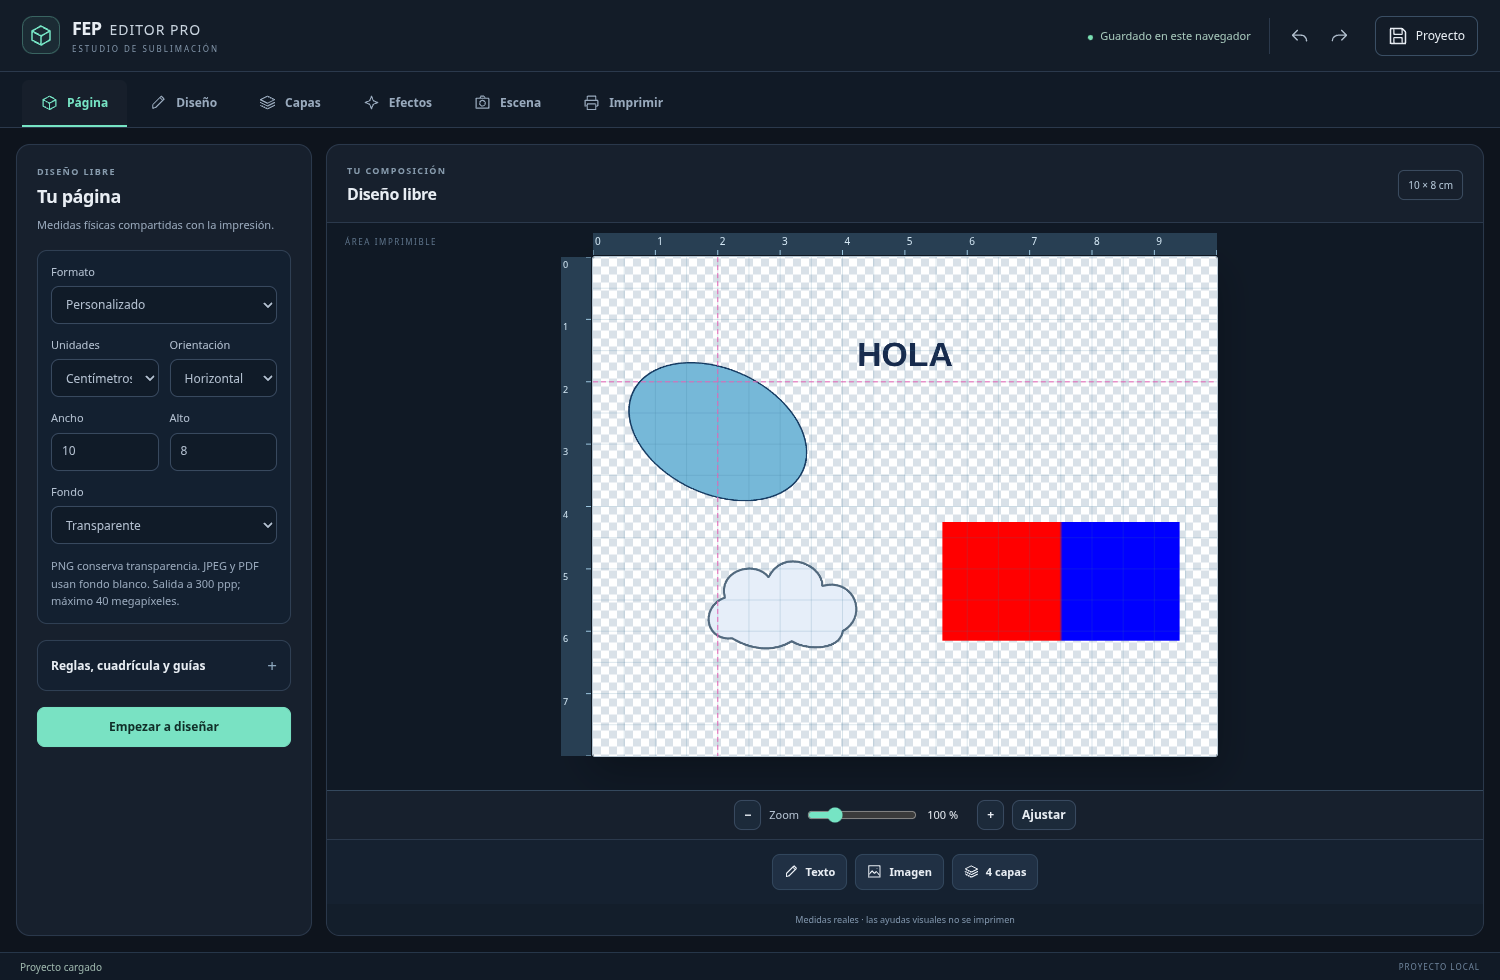 FEP EDITOR PRO
ESTUDIO DE SUBLIMACIÓN
Guardado en este navegador
Proyecto
Página
Diseño
Capas
Efectos
Escena
Imprimir
DISEÑO LIBRE
Tu página
Medidas físicas compartidas con la impresión.
Formato
Personalizado
Unidades
Orientación
Centímetros
Horizontal
Ancho
Alto
10
8
Fondo
Transparente
PNG conserva transparencia. JPEG y PDF
usan fondo blanco. Salida a 300 ppp;
máximo 40 megapíxeles.
Reglas, cuadrícula y guías
+
Empezar a diseñar
TU COMPOSICIÓN
Diseño libre
10 × 8 cm
ÁREA IMPRIMIBLE
0 1 2 3 4 5 6 7 8 9
0
1
2
3
4
5
6
7
HOLA
− Zoom 100 % + Ajustar
Texto
Imagen
4 capas
Medidas reales · las ayudas visuales no se imprimen
Proyecto cargado
PROYECTO LOCAL